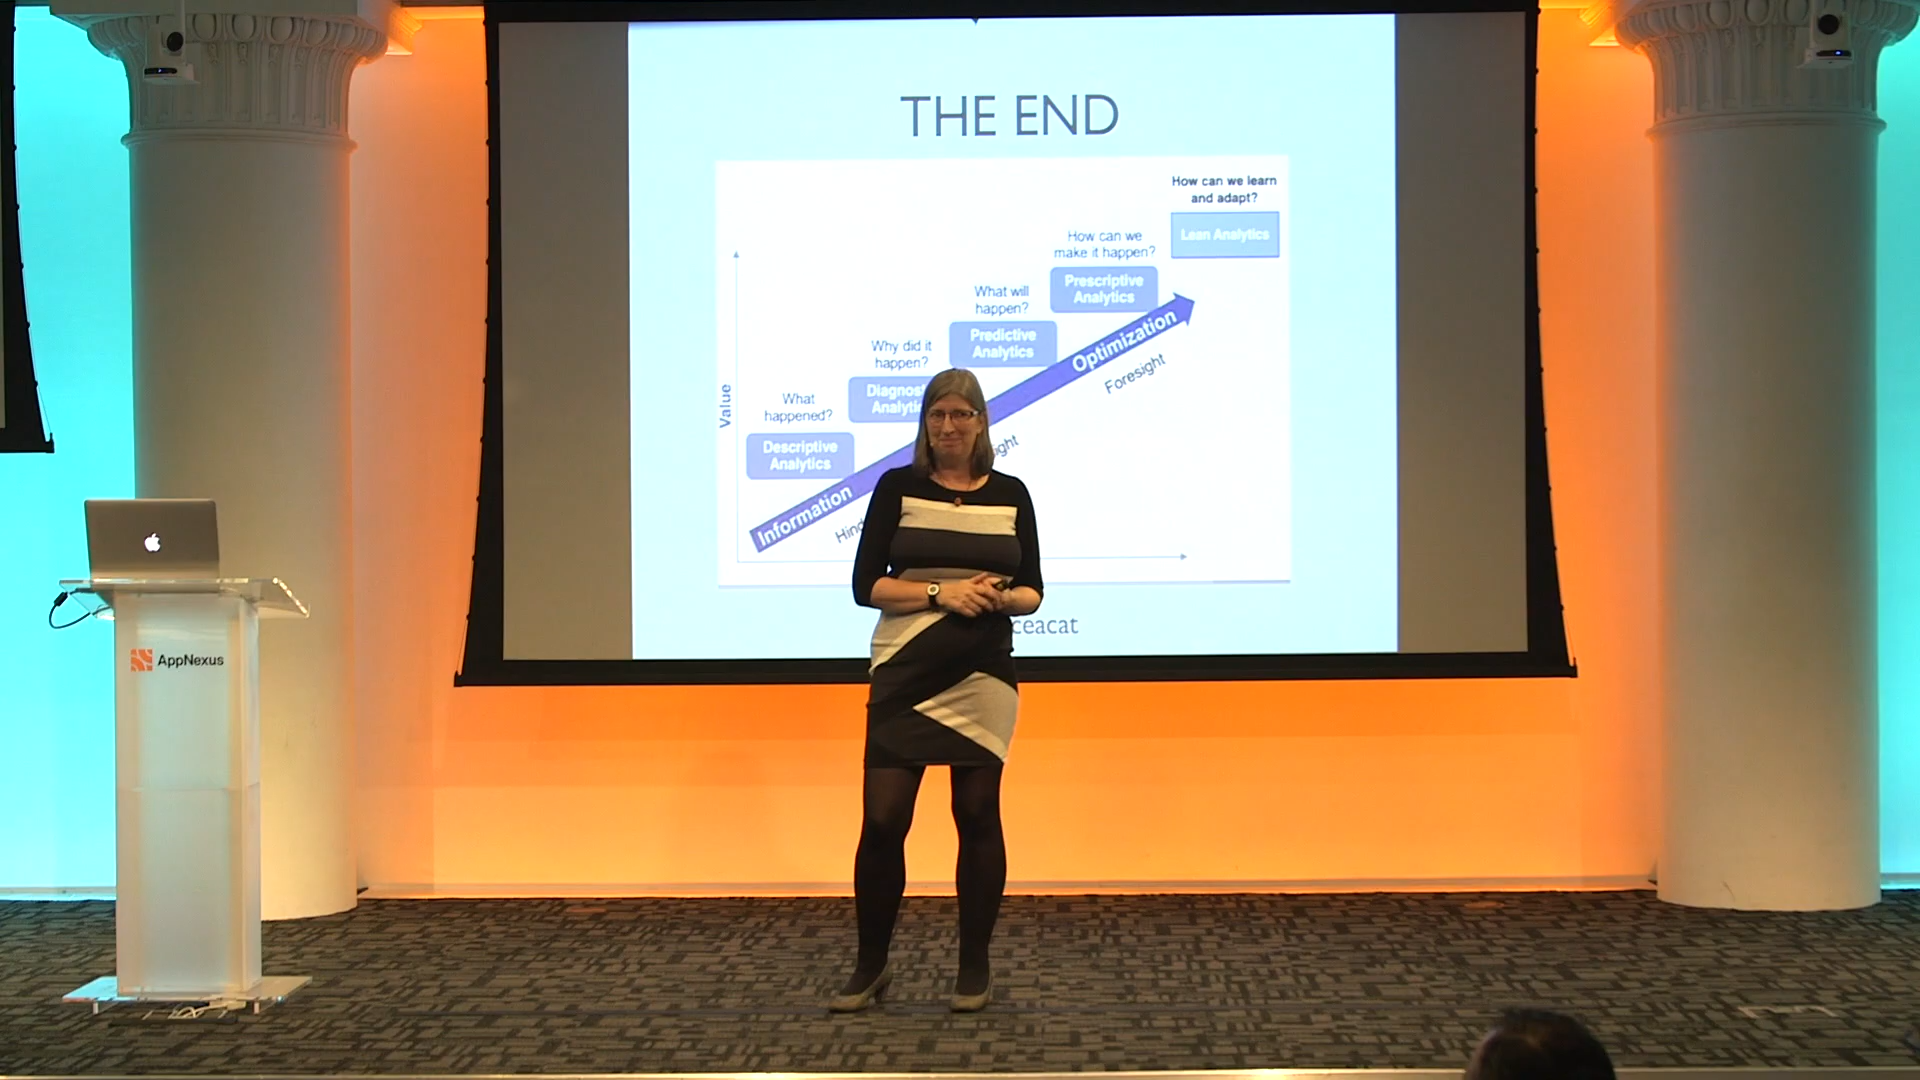 THE END
How can we learn
and adapt?
Lean Analytics
How can we
make it happen?
Prescriptive
Analytics
What will
happen?
Predictive
Analytics
Why did it
happen?
What
happened?
Descriptive
Analytics
Value
Information
Optimization
Foresight
AppNexus